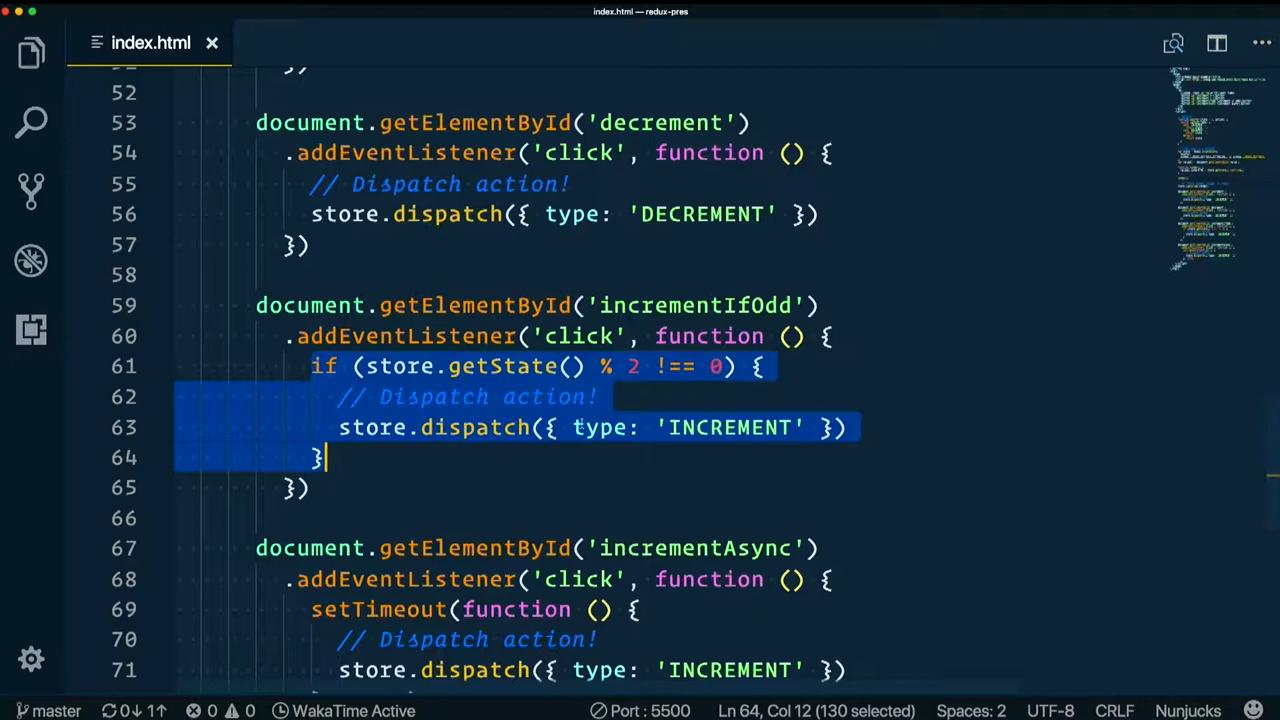 index.html — redux-pres
index.html
})
52
53 document.getElementById('decrement')
54 .addEventListener('click', function () {
55 // Dispatch action!
56 store.dispatch({ type: 'DECREMENT' })
57 })
58
59 document.getElementById('incrementIfOdd')
60 .addEventListener('click', function () {
61 if (store.getState() % 2 !== 0) {
62 // Dispatch action!
63 store.dispatch({ type: 'INCREMENT' })
64 }
65 })
66
67 document.getElementById('incrementAsync')
68 .addEventListener('click', function () {
69 setTimeout(function () {
70 // Dispatch action!
71 store.dispatch({ type: 'INCREMENT' })
master 0↓ 1↑ 0 0 WakaTime Active Port : 5500 Ln 64, Col 12 (130 selected) Spaces: 2 UTF-8 CRLF Nunjucks